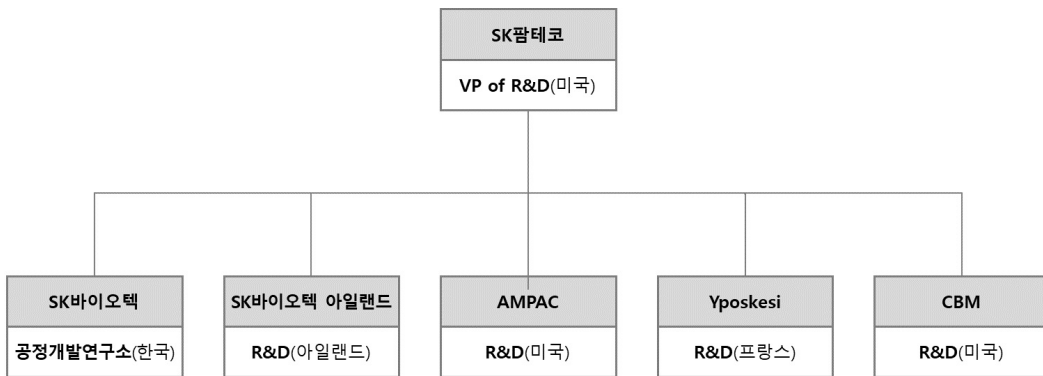 SK팜테코
VP of R&D(미국)
SK바이오텍
SK바이오텍 아일랜드
AMPAC
Yposkesi
CBM
공정개발연구소(한국)
R&D(아일랜드)
R&D(미국)
R&D(프랑스)
R&D(미국)